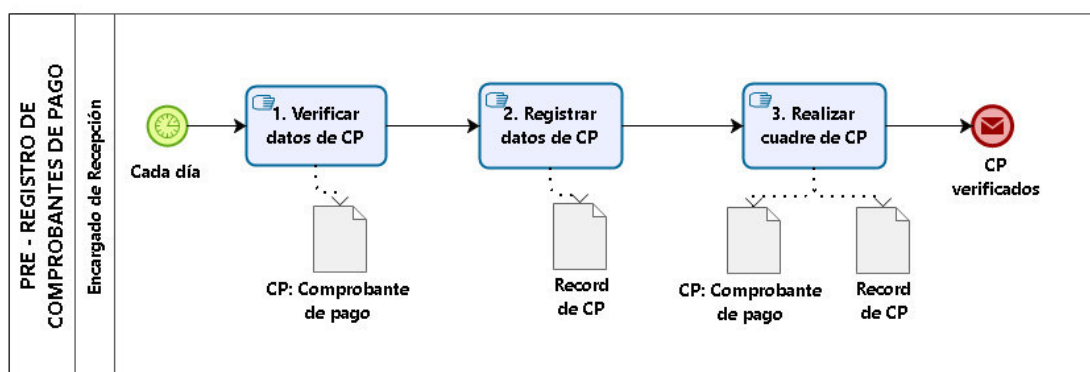 PRE - REGISTRO DE
COMPROBANTES DE PAGO
Encargado de Recepción
Cada día
1. Verificar
datos de CP
CP: Comprobante
de pago
2. Registrar
datos de CP
Record
de CP
3. Realizar
cuadre de CP
CP: Comprobante
de pago
Record
de CP
CP
verificados